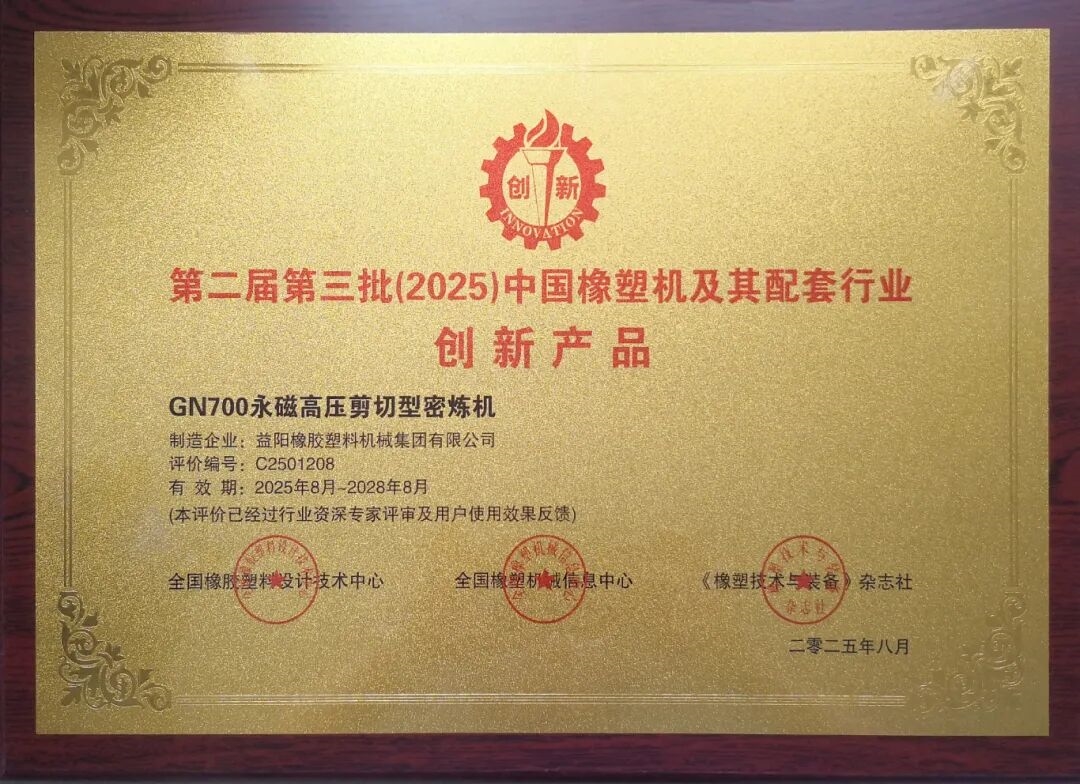 创新
INNOVATION
第二届第三批(2025)中国橡塑机及其配套行业
创新产品
GN700永磁高压剪切型密炼机
制造企业：益阳橡胶塑料机械集团有限公司
评价编号：C2501208
有 效 期：2025年8月~2028年8月
(本评价已经过行业资深专家评审及用户使用效果反馈)
全国橡胶塑料设计技术中心
全国橡塑机械信息中心
《橡塑技术与装备》杂志社
杂志社
二零二五年八月